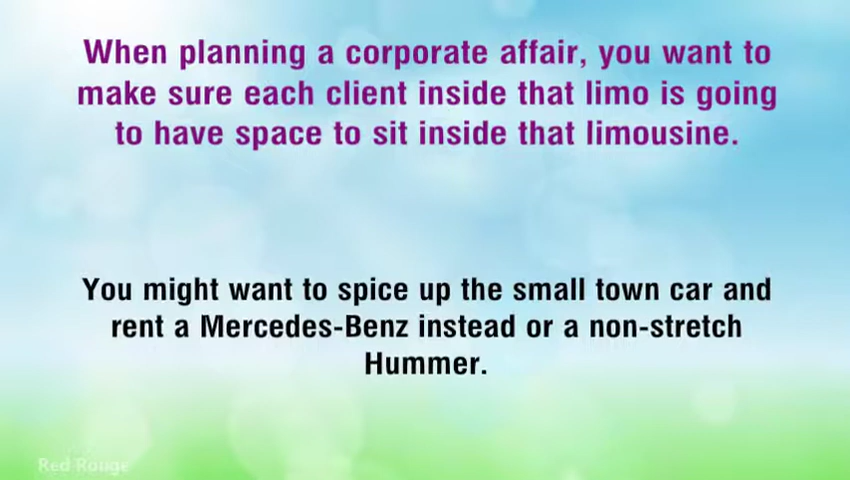 When planning a corporate affair, you want to
make sure each client inside that limo is going
to have space to sit inside that limousine.
You might want to spice up the small town car and
rent a Mercedes-Benz instead or a non-stretch
Hummer.
Red Rouge